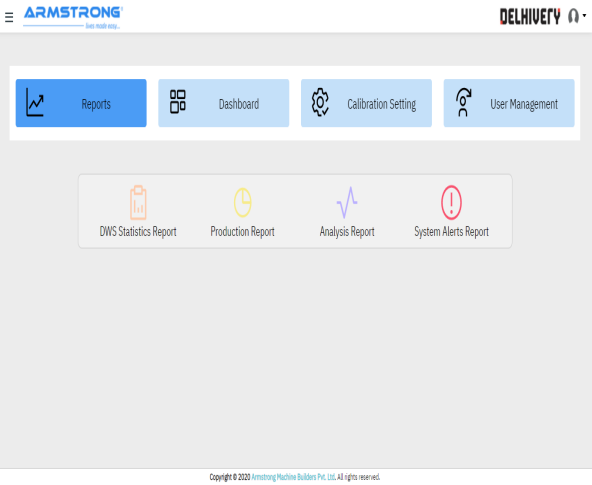 ARMSTRONG
lives made easy...
DELHIVERY
Reports
Dashboard
Calibration Setting
User Management
DWS Statistics Report
Production Report
Analysis Report
System Alerts Report
Copyright © 2020 Armstrong Machine Builders Pvt. Ltd. All rights reserved.